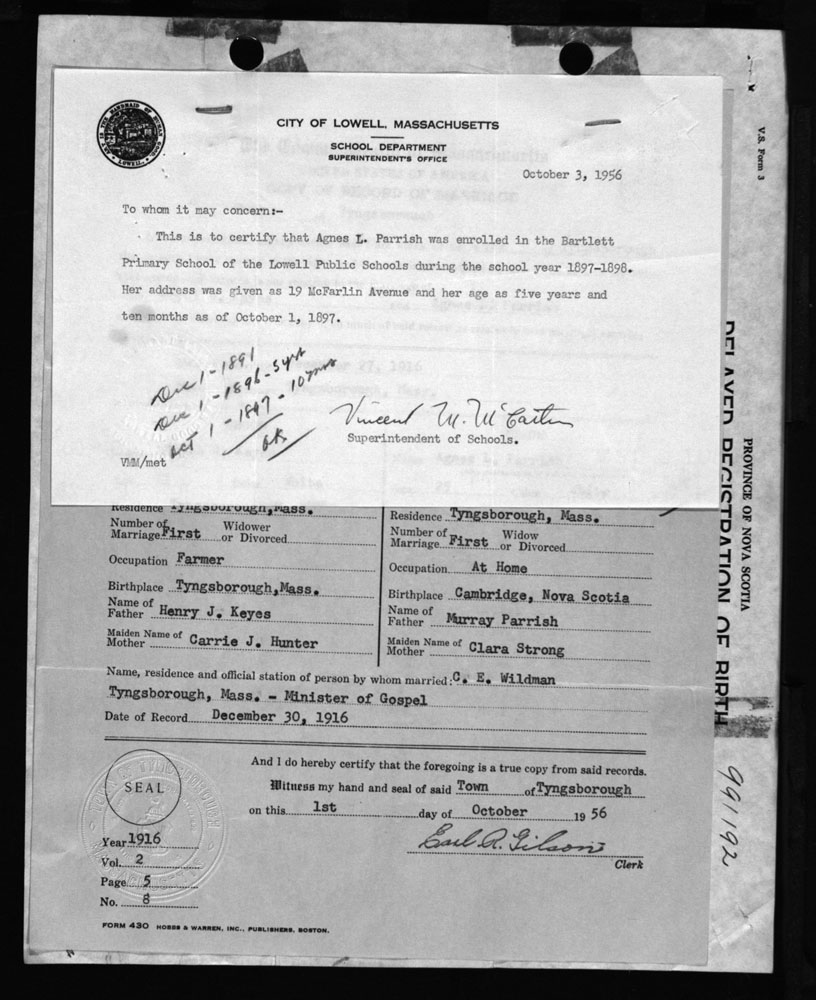 CITY OF LOWELL, MASSACHUSETTS
SCHOOL DEPARTMENT
SUPERINTENDENT'S OFFICE
October 3, 1956
To whom it may concern:-
This is to certify that Agnes L. Parrish was enrolled in the Bartlett
Primary School of the Lowell Public Schools during the school year 1897-1898.
Her address was given as 19 McFarlin Avenue and her age as five years and
ten months as of October 1, 1897.
Dec 1-1891
Dec 1-1896-5yrs
Oct 1-1897-10 mos
OK
Superintendent of Schools.
VMM/met
Residence Tyngsborough, Mass.
Number of Marriage First Widower or Divorced
Occupation Farmer
Birthplace Tyngsborough, Mass.
Name of Father Henry J. Keyes
Maiden Name of Mother Carrie J. Hunter
Residence Tyngsborough, Mass.
Number of Marriage First Widow or Divorced
Occupation At Home
Birthplace Cambridge, Nova Scotia
Name of Father Murray Parrish
Maiden Name of Mother Clara Strong
Name, residence and official station of person by whom married: C. E. Wildman
Tyngsborough, Mass. - Minister of Gospel
Date of Record December 30, 1916
And I do hereby certify that the foregoing is a true copy from said records.
Witness my hand and seal of said Town of Tyngsborough
on this 1st day of October 19 56
Earl A. Gilson
Clerk
SEAL
Year 1916
Vol. 2
Page 5
No. 8
FORM 430 HOBBS & WARREN, INC., PUBLISHERS, BOSTON.
V.S. Form 3
PROVINCE OF NOVA SCOTIA
DELAYED REGISTRATION OF BIRTH
991192